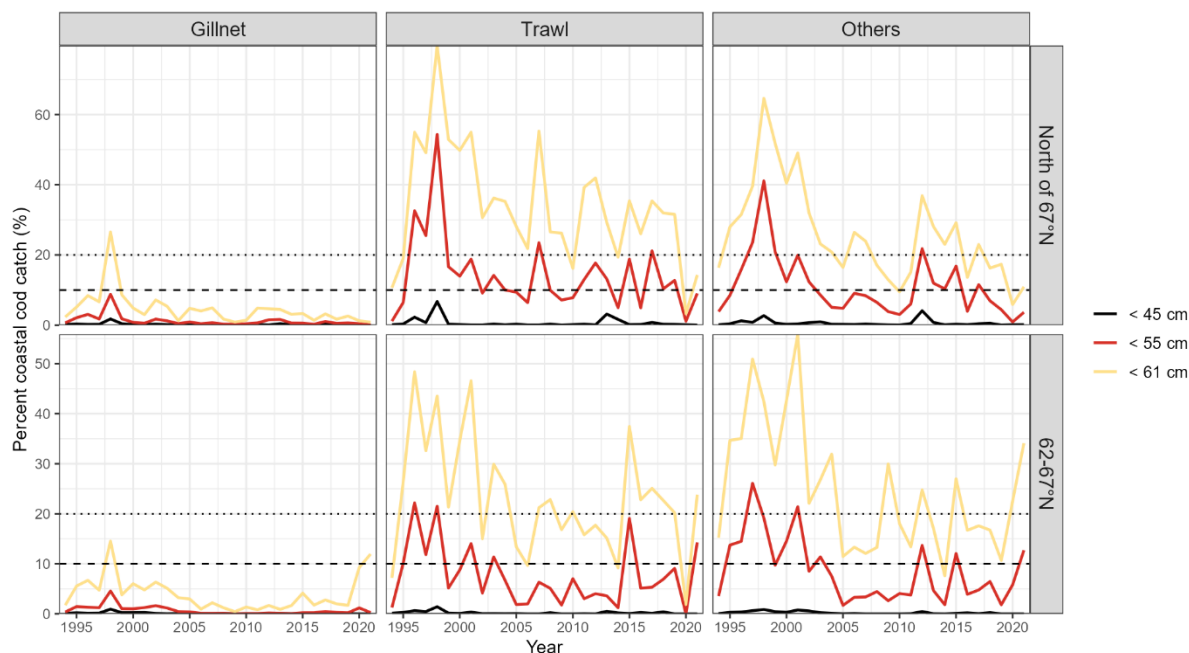 Gillnet Trawl Others
Percent coastal cod catch (%)
60
40
20
0
North of 67°N
50
40
30
20
10
0
62-67°N
< 45 cm
< 55 cm
< 61 cm
1995 2000 2005 2010 2015 2020 1995 2000 2005 2010 2015 2020 1995 2000 2005 2010 2015 2020
Year